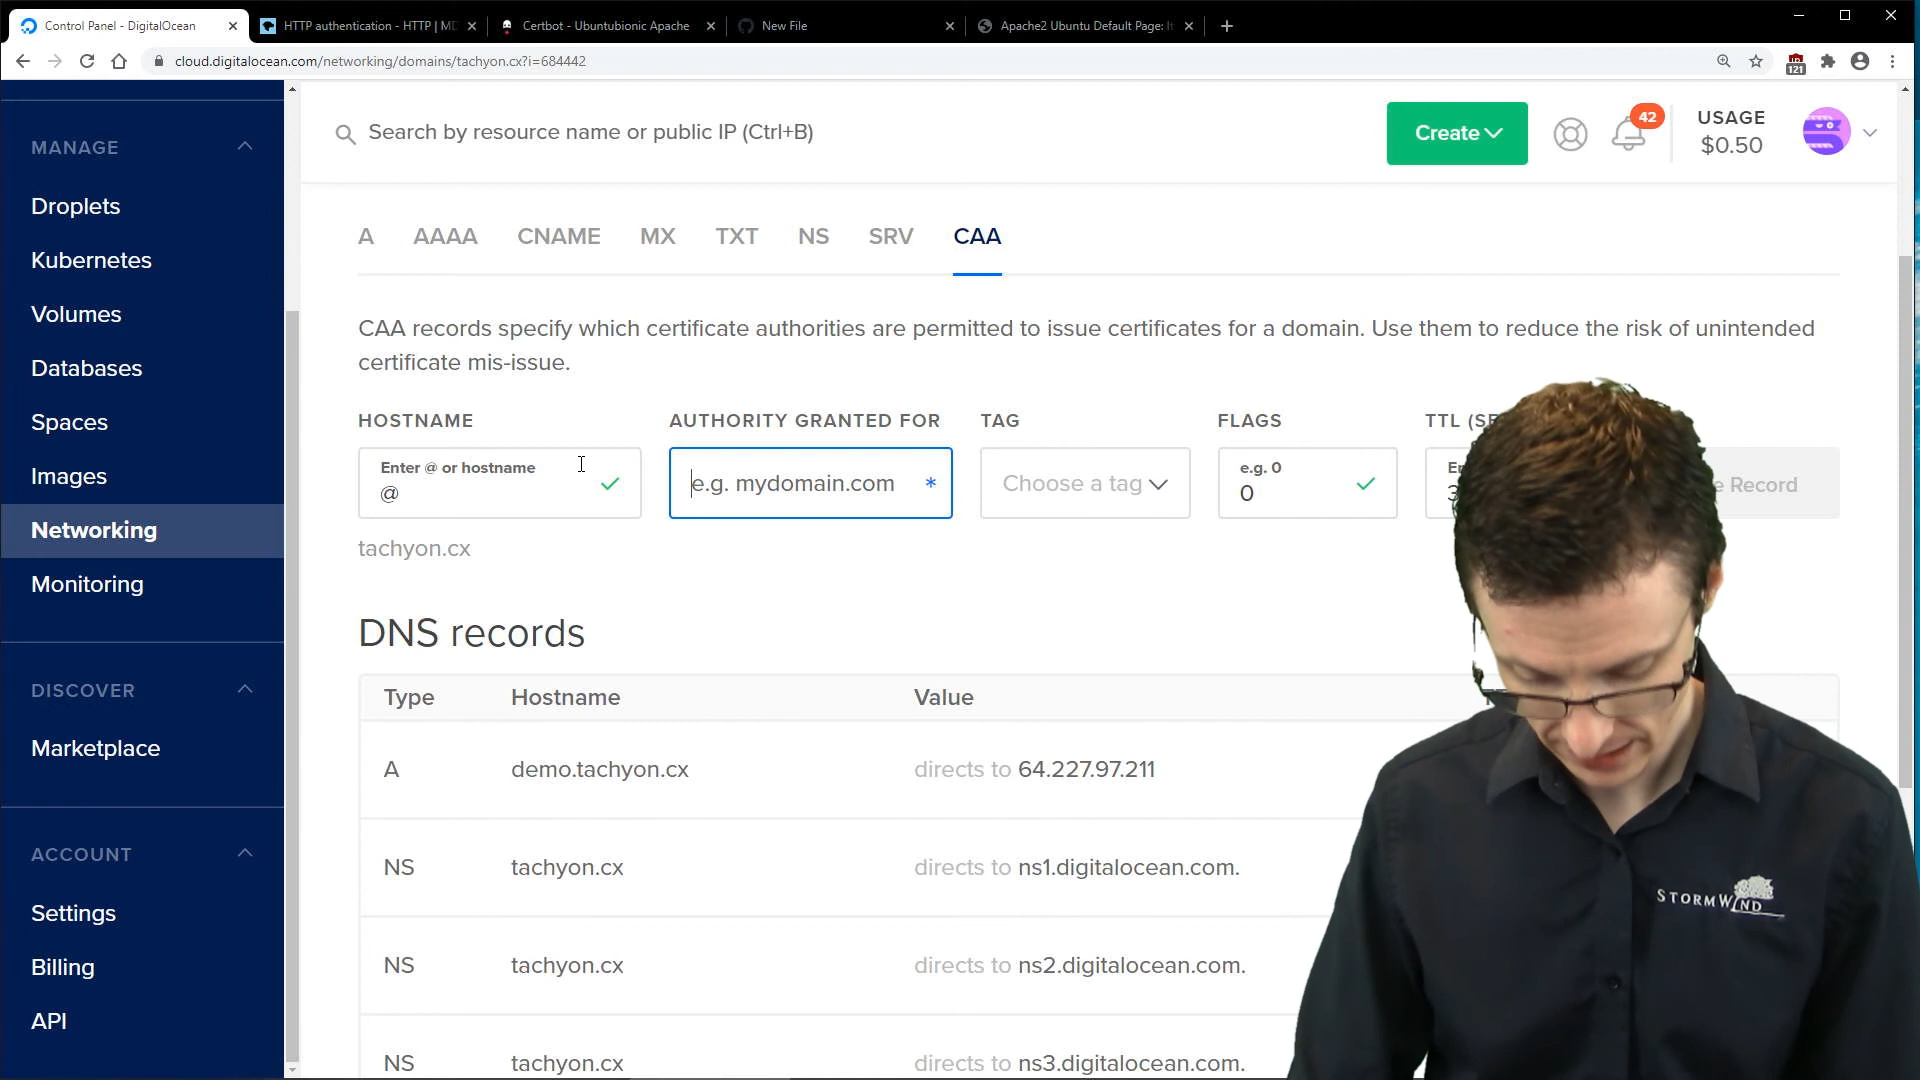 Control Panel - DigitalOcean
HTTP authentication - HTTP | MD
Certbot - Ubuntubionic Apache
New File
Apache2 Ubuntu Default Page: It
cloud.digitalocean.com/networking/domains/tachyon.cx?i=684442
121
MANAGE
Droplets
Kubernetes
Volumes
Databases
Spaces
Images
Networking
Monitoring
DISCOVER
Marketplace
ACCOUNT
Settings
Billing
API
Search by resource name or public IP (Ctrl+B)
Create
42
USAGE
$0.50
A AAAA CNAME MX TXT NS SRV CAA
CAA records specify which certificate authorities are permitted to issue certificates for a domain. Use them to reduce the risk of unintended
certificate mis-issue.
HOSTNAME AUTHORITY GRANTED FOR TAG FLAGS TTL (SE
Enter @ or hostname
@
e.g. mydomain.com *
Choose a tag
e.g. 0
0
En
3
e Record
tachyon.cx
DNS records
Type Hostname Value
A demo.tachyon.cx directs to 64.227.97.211
NS tachyon.cx directs to ns1.digitalocean.com.
NS tachyon.cx directs to ns2.digitalocean.com.
NS tachyon.cx directs to ns3.digitalocean.com.
STORMWIND